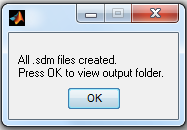 All .sdm files created.
Press OK to view output folder.
OK